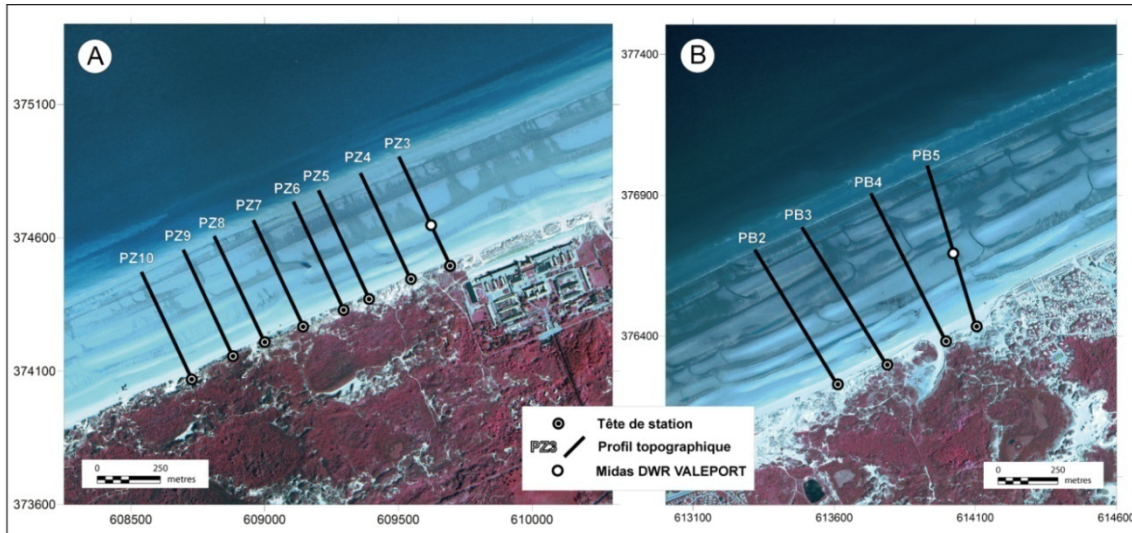 A
375100
374600
374100
373600
608500
609000
609500
610000
PZ3
PZ4
PZ5
PZ6
PZ7
PZ8
PZ9
PZ10
0
250
metres
B
377400
376900
376400
613100
613600
614100
614600
PB5
PB4
PB3
PB2
0
250
metres
Tête de station
PZ3
Profil topographique
Midas DWR VALEPORT